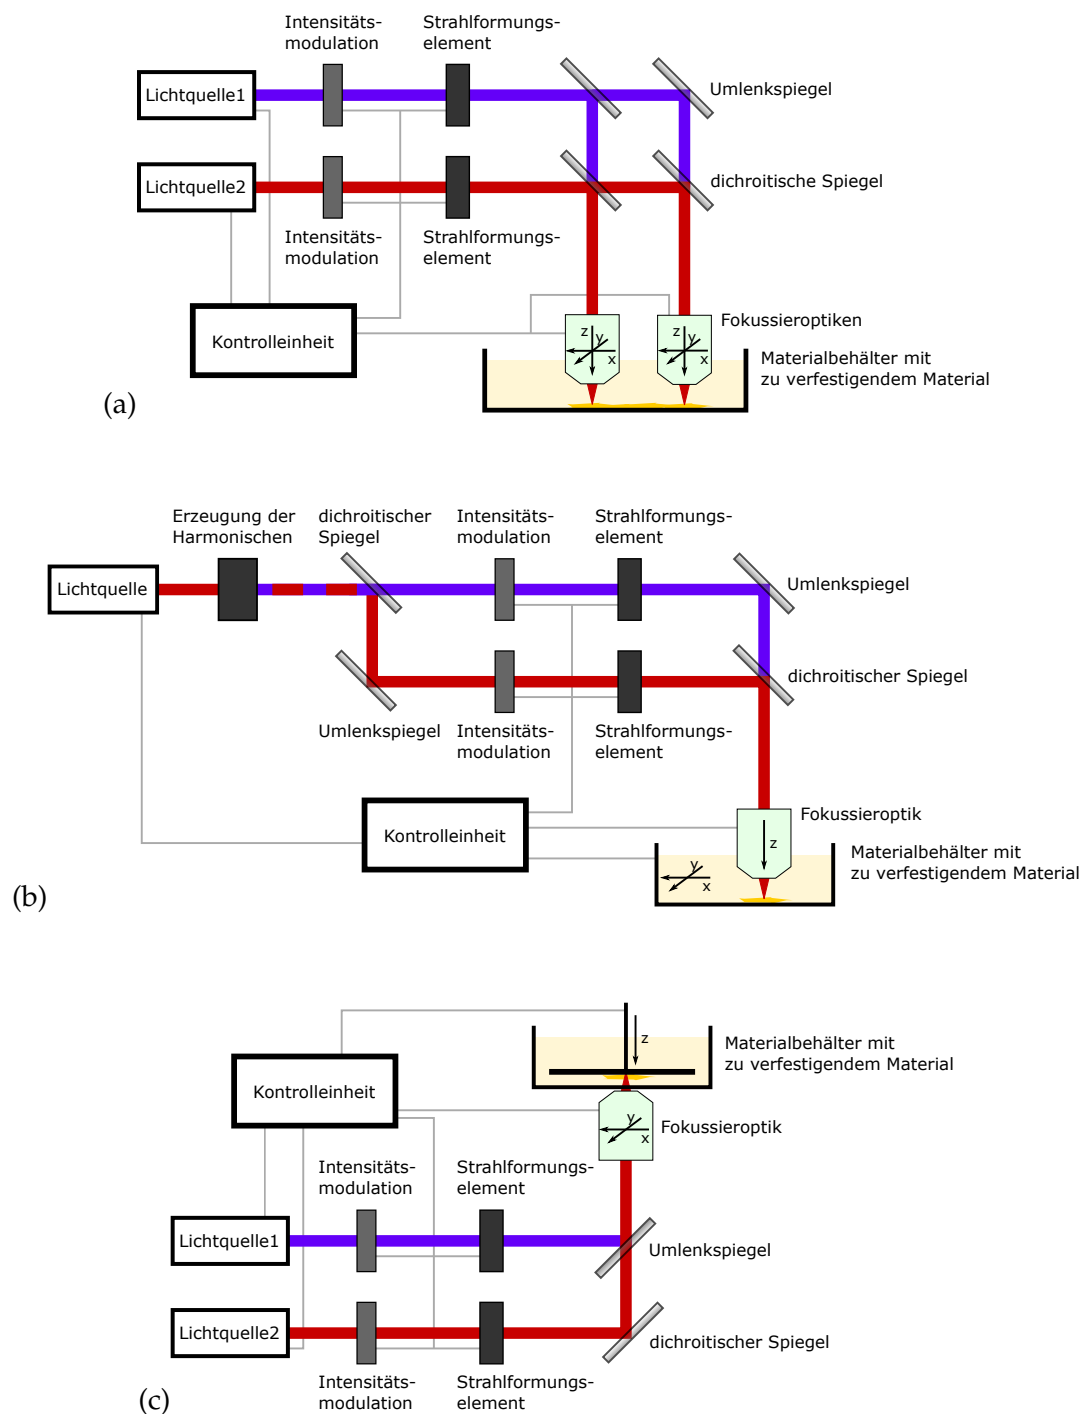 Intensitäts-
modulation
Strahlformungs-
element
Lichtquelle1
Umlenkspiegel
Lichtquelle2
dichroitische Spiegel
Intensitäts-
modulation
Strahlformungs-
element
Kontrolleinheit
Fokussieroptiken
z
y
x
z
y
x
Materialbehälter mit
zu verfestigendem Material
(a)
Erzeugung der
Harmonischen
dichroitischer
Spiegel
Intensitäts-
modulation
Strahlformungs-
element
Lichtquelle
Umlenkspiegel
dichroitischer Spiegel
Umlenkspiegel
Intensitäts-
modulation
Strahlformungs-
element
Kontrolleinheit
Fokussieroptik
z
y
x
Materialbehälter mit
zu verfestigendem Material
(b)
z
Materialbehälter mit
zu verfestigendem Material
Kontrolleinheit
y
x
Fokussieroptik
Intensitäts-
modulation
Strahlformungs-
element
Lichtquelle1
Umlenkspiegel
Lichtquelle2
dichroitischer Spiegel
Intensitäts-
modulation
Strahlformungs-
element
(c)